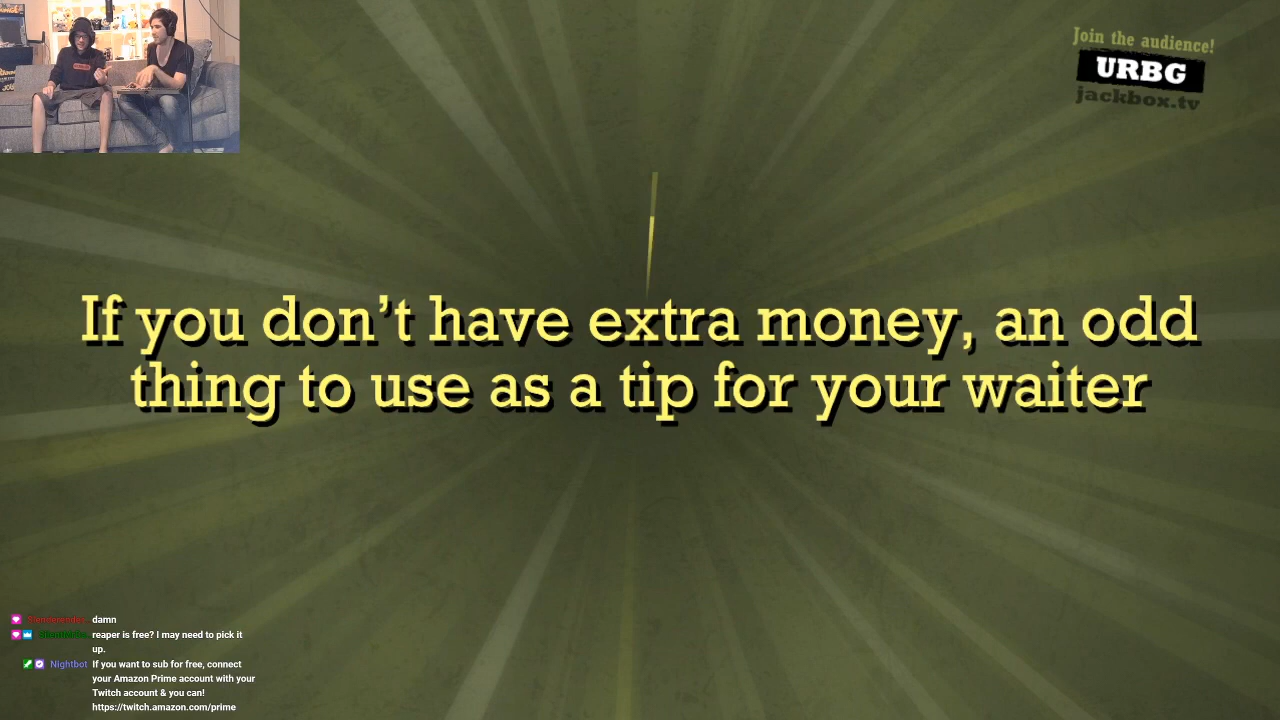 Join the audience!
URBG
jackbox.tv
If you don't have extra money, an odd
thing to use as a tip for your waiter
damn
reaper is free? I may need to pick it
up.
Nightbot If you want to sub for free, connect
your Amazon Prime account with your
Twitch account & you can!
https://twitch.amazon.com/prime